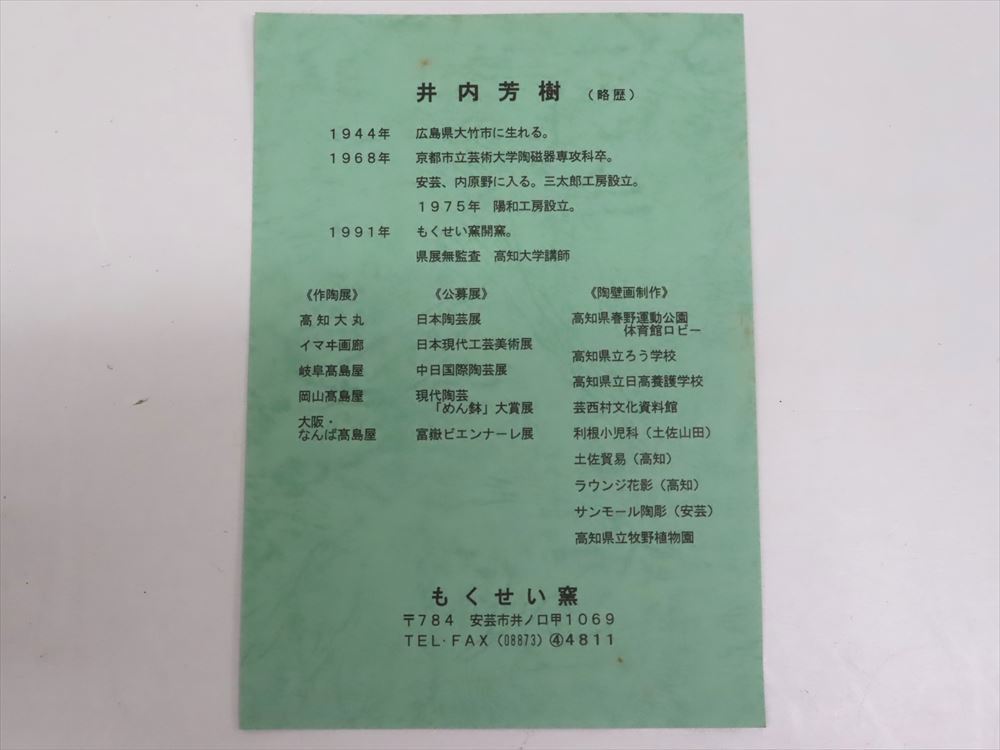 井内芳樹 （略歴）
１９４４年 広島県大竹市に生れる。
１９６８年 京都市立芸術大学陶磁器専攻科卒。
安芸、内原野に入る。三太郎工房設立。
１９７５年 陽和工房設立。
１９９１年 もくせい窯開窯。
県展無監査 高知大学講師
《作陶展》
高知大丸
イマヰ画廊
岐阜髙島屋
岡山髙島屋
大阪・
なんば髙島屋
《公募展》
日本陶芸展
日本現代工芸美術展
中日国際陶芸展
現代陶芸
「めん鉢」大賞展
富嶽ビエンナーレ展
《陶壁画制作》
高知県春野運動公園
体育館ロビー
高知県立ろう学校
高知県立日高養護学校
芸西村文化資料館
利根小児科（土佐山田）
土佐貿易（高知）
ラウンジ花影（高知）
サンモール陶彫（安芸）
高知県立牧野植物園
もくせい窯
〒７８４ 安芸市井ノ口甲１０６９
ＴＥＬ・ＦＡＸ（08873）④４８１１